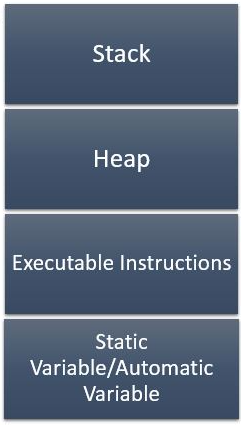 Stack
Heap
Executable Instructions
Static
Variable/Automatic
Variable